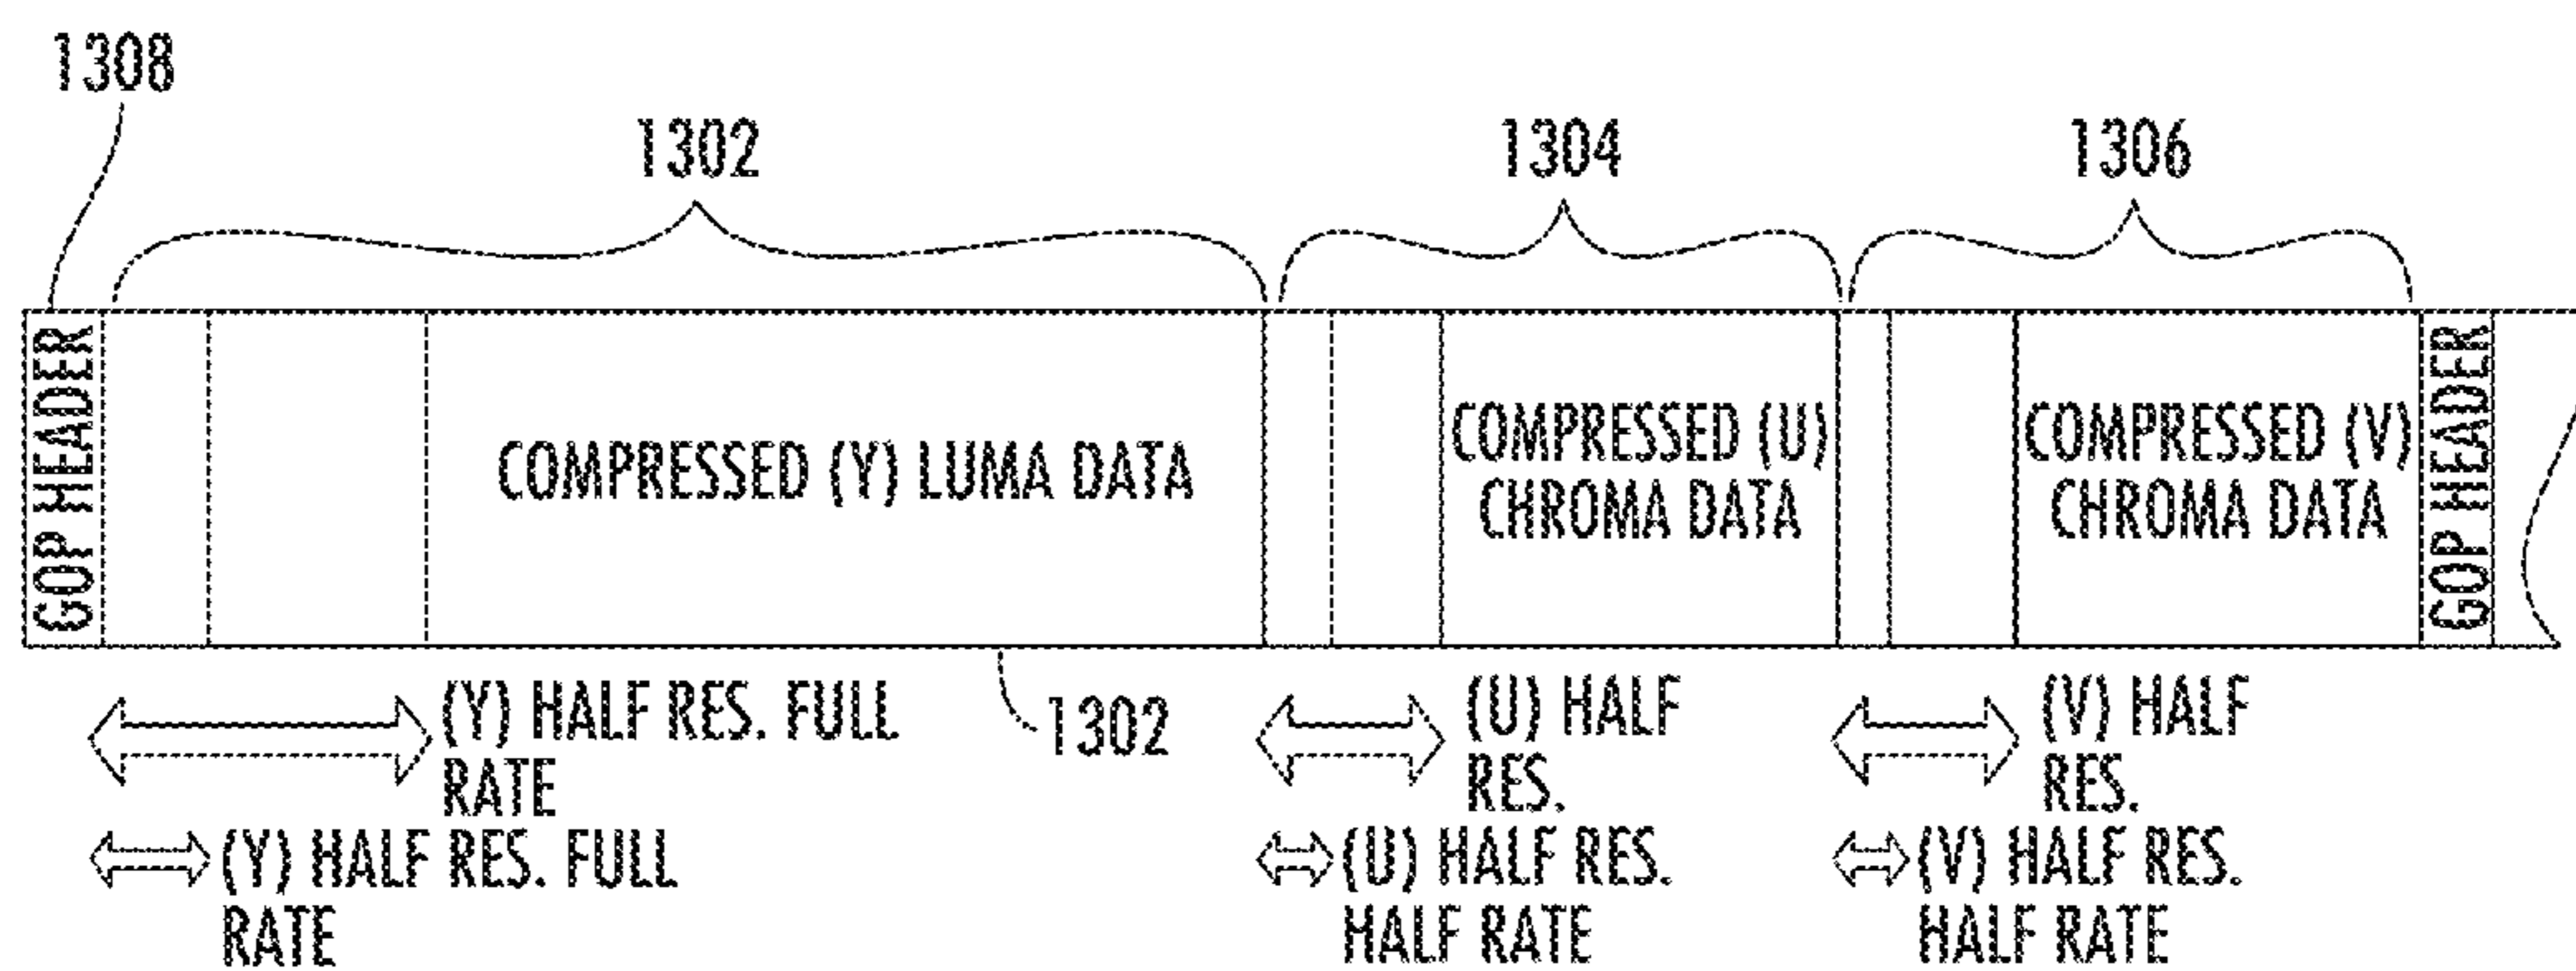 1308
1302
1304
1306
GOP HEADER
COMPRESSED (Y) LUMA DATA
COMPRESSED (U)
CHROMA DATA
COMPRESSED (V)
CHROMA DATA
GOP HEADER
(Y) HALF RES. FULL
RATE
1302
(U) HALF
RES.
(V) HALF
RES.
(Y) HALF RES. FULL
RATE
(U) HALF RES.
HALF RATE
(V) HALF RES.
HALF RATE